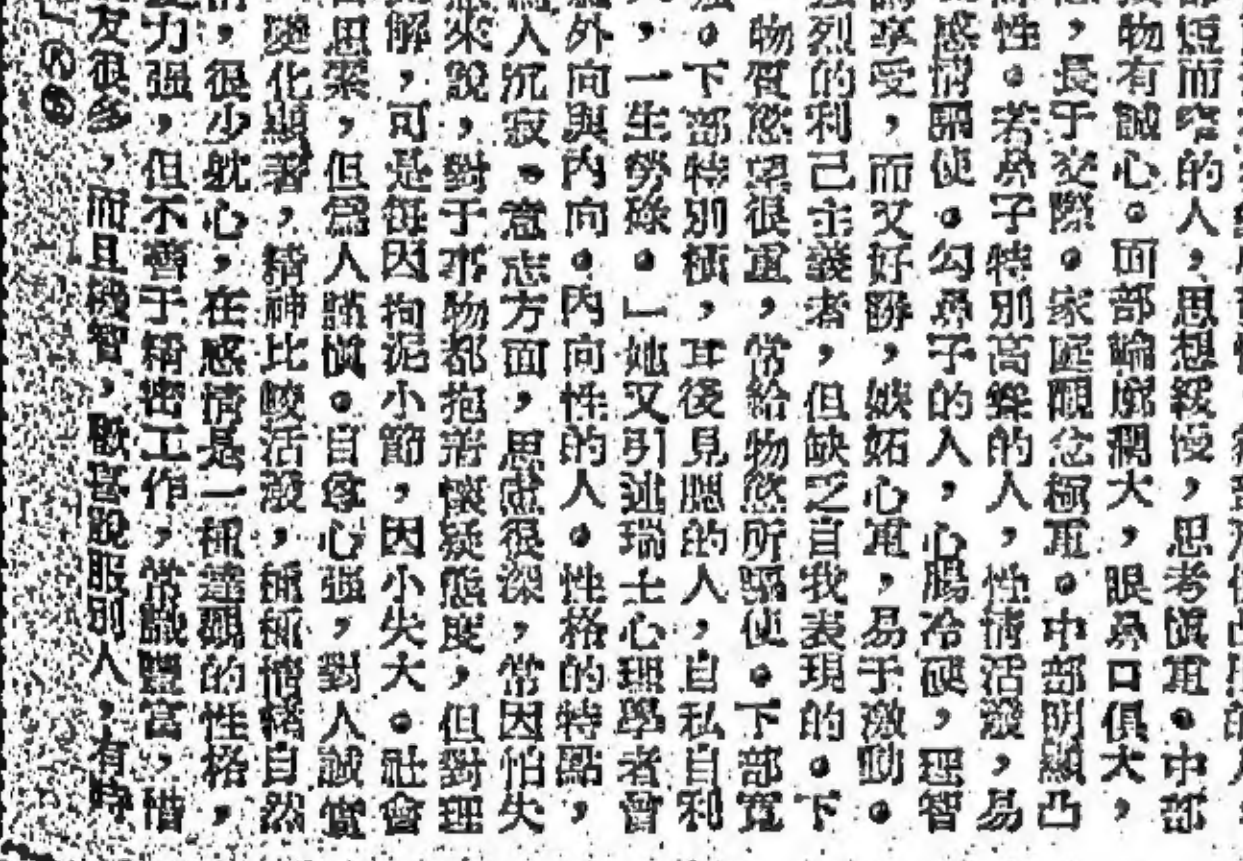 短而窄的人，思想緩慢，思考慎重。中部
物有誠心。面部輪廓濶大，眼鼻口俱大，
，長于交際。家庭觀念極重。中部明顯凸
性。若鼻子特別高聳的人，性情活潑，易
感情驅使。勾鼻子的人，心腸冷硬，理智
享受，而又好勝，妒心重，易于激動。
烈的利己主義者，但缺乏自我表現的。下
物質慾望很重，常給物慾所驅使。下部寬
。下部特別橫，耳後見腮的人，自私自利
，一生勞碌。」她又引述瑞士心理學者曾
外向與內向。內向性的人。性格的特點，
人沉寂。意志方面，思慮很深，常因怕失
來說，對于事物都抱着懷疑態度，但對理
解，可是每因拘泥小節，因小失大。社會
思索，但爲人謹慎。自尊心強，對人誠實
變化顯著，精神比較活潑，種種情緒自然
，很少躭心，在感情是一種達觀的性格，
力强，但不善于精密工作，常識豐富，惜
友很多，而且機智，說服別人，有時